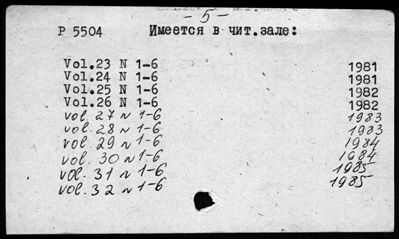 - 5 -
P 5504 Имеется в чит.зале:
Vol.23 N 1-6 1981
Vol.24 N 1-6 1981
Vol.25 N 1-6 1982
Vol.26 N 1-6 1982
vol. 27 N 1-6 1983
vol. 28 N 1-6 1983
vol. 29 N 1-6 1984
vol. 30 N 1-6 1984
vol. 31 N 1-6 1985
vol. 32 N 1-6 1985